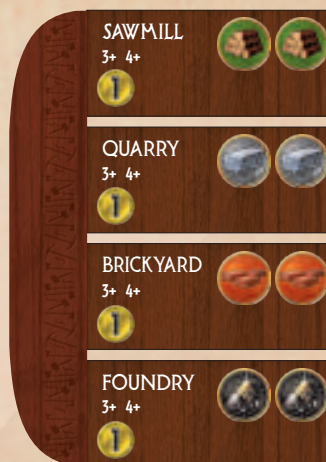 SAWMILL
3+ 4+
1
QUARRY
3+ 4+
1
BRICKYARD
3+ 4+
1
FOUNDRY
3+ 4+
1